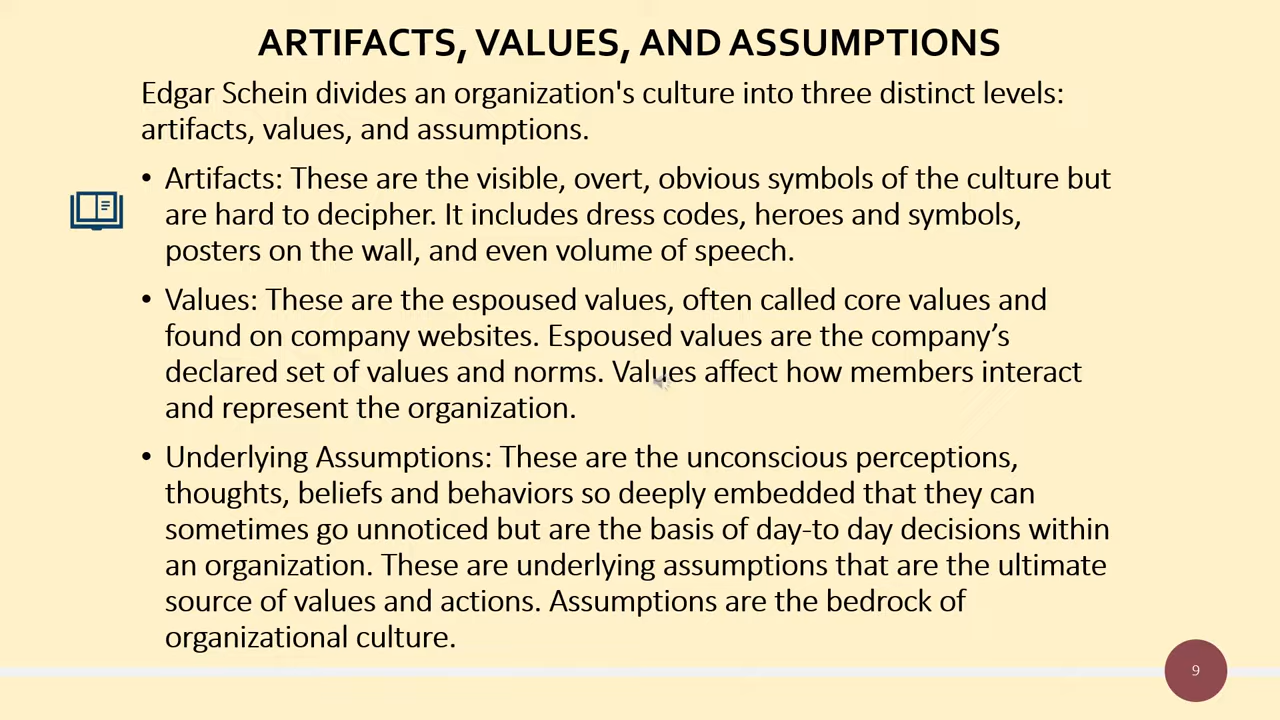 ARTIFACTS, VALUES, AND ASSUMPTIONS
Edgar Schein divides an organization's culture into three distinct levels:
artifacts, values, and assumptions.
• Artifacts: These are the visible, overt, obvious symbols of the culture but
are hard to decipher. It includes dress codes, heroes and symbols,
posters on the wall, and even volume of speech.
• Values: These are the espoused values, often called core values and
found on company websites. Espoused values are the company’s
declared set of values and norms. Values affect how members interact
and represent the organization.
• Underlying Assumptions: These are the unconscious perceptions,
thoughts, beliefs and behaviors so deeply embedded that they can
sometimes go unnoticed but are the basis of day-to day decisions within
an organization. These are underlying assumptions that are the ultimate
source of values and actions. Assumptions are the bedrock of
organizational culture.
9